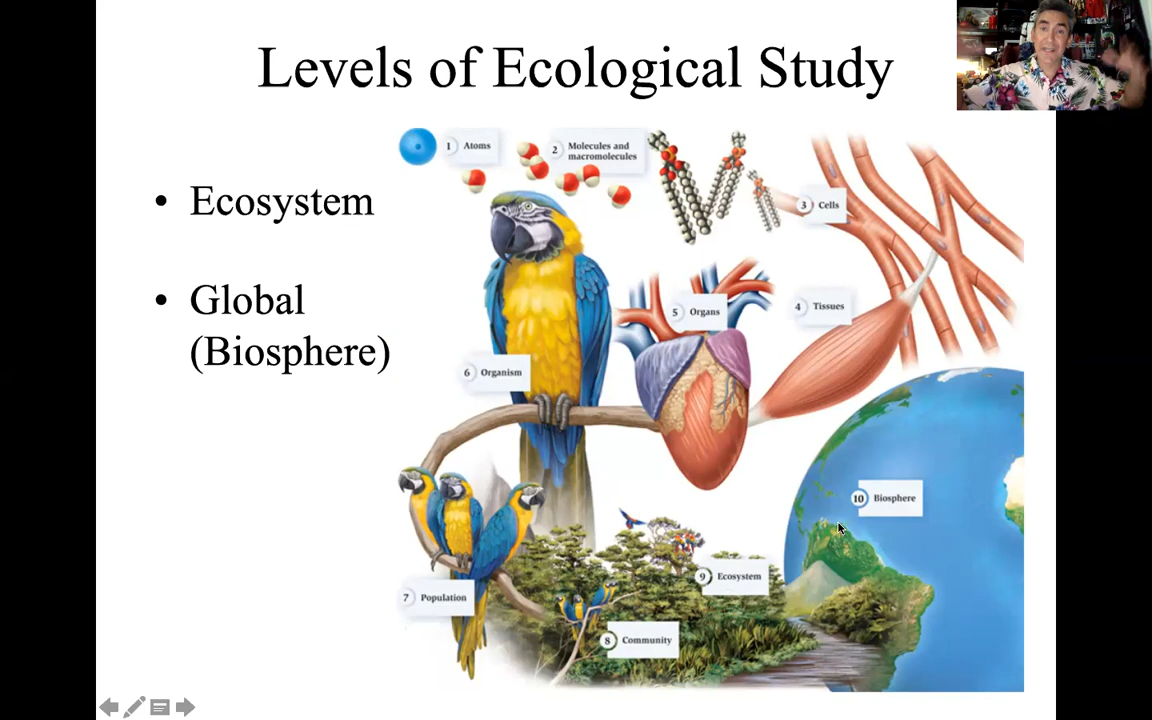 Levels of Ecological Study
• Ecosystem
• Global
(Biosphere)
1 Atoms
2 Molecules and
macromolecules
3 Cells
4 Tissues
5 Organs
6 Organism
7 Population
8 Community
9 Ecosystem
10 Biosphere